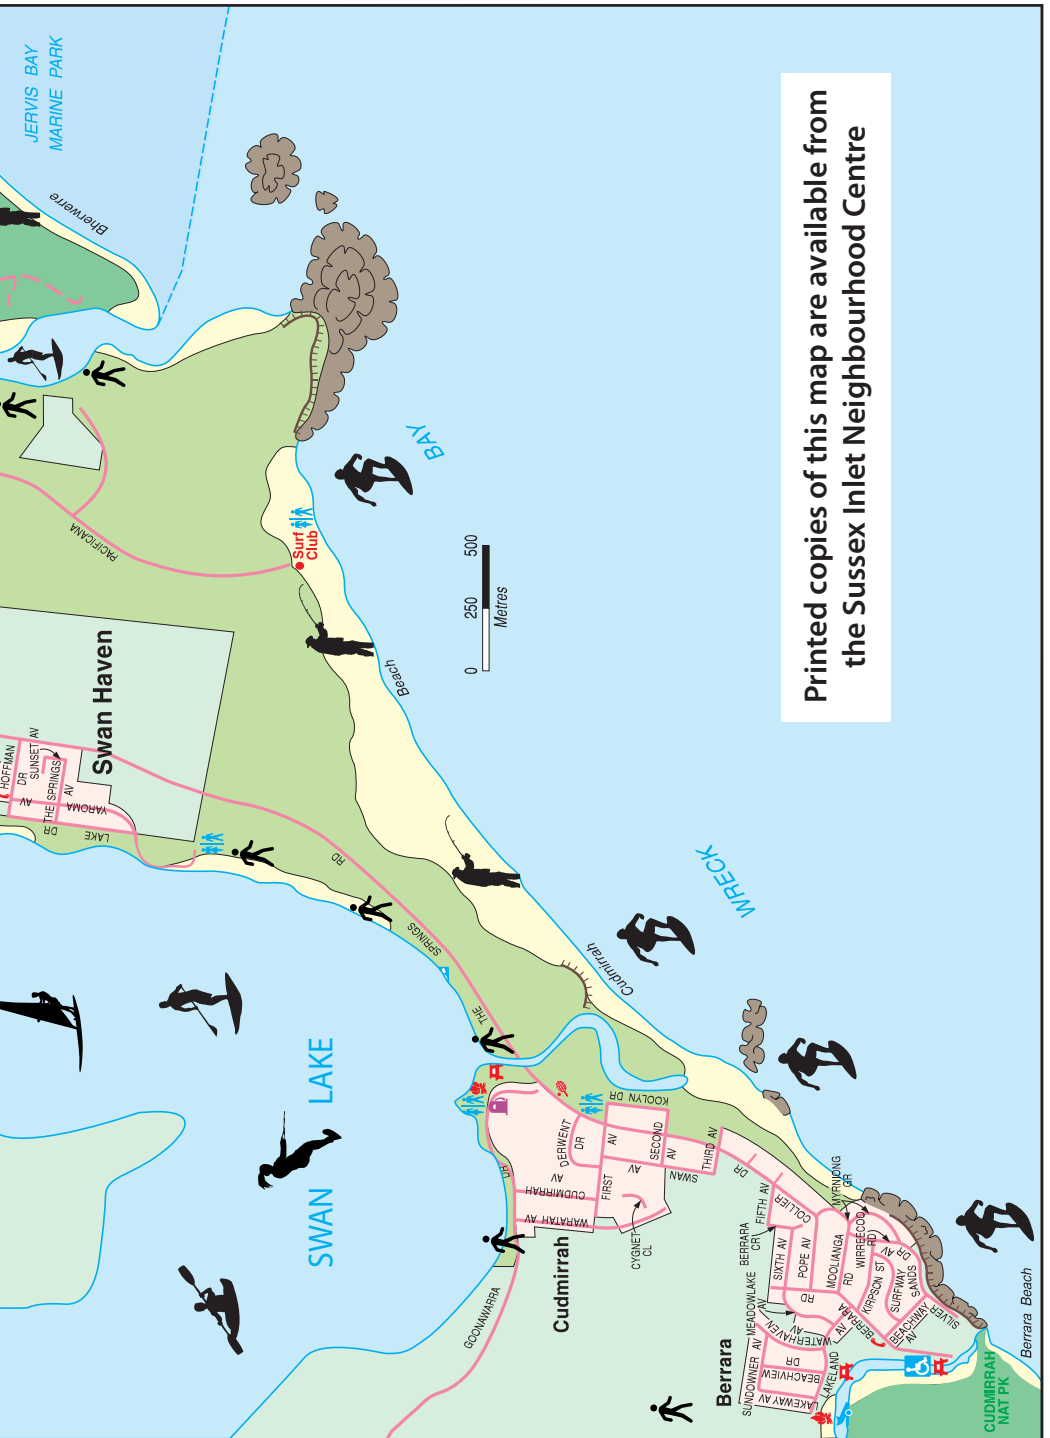 JERVIS BAY
MARINE PARK
Bherwerre
Printed copies of this map are available from
the Sussex Inlet Neighbourhood Centre
BAY
WRECK
PACIFICANA
Surf
Club
0 250 500
Metres
Beach
Cudmirrah
Swan Haven
HOFFMAN
DR
SUNSET AV
THE SPRINGS
AV
AV
YAROMA
LAKE
DR
RD
SPRINGS
THE
SWAN LAKE
KOOLYN DR
DERWENT
DR
AV
SECOND
AV
THIRD AV
AV
SWAN
FIRST
AV
CUDMIRRAH
WARATAH AV
DR
GOONAWARRA
CYGNET
CL
Cudmirrah
DR
COLLIER
FIFTH AV
BERRARA
CR
SIXTH AV
POPE AV
MOOLIANGA
RD
MYRNIONG
GR
WIRREECOO
RD
DR
AV
KIRPSON ST
SURFWAY
SANDS
SILVER
BEACHWAY
AV
RD
BERRARA
MEADOWLAKE
AV
AV
WATERHAVEN
AV
LAKELAND
SUNDOWNER AV
DR
BEACHVIEW
LAKEWAY AV
Berrara
CUDMIRRAH
NAT PK
Berrara Beach